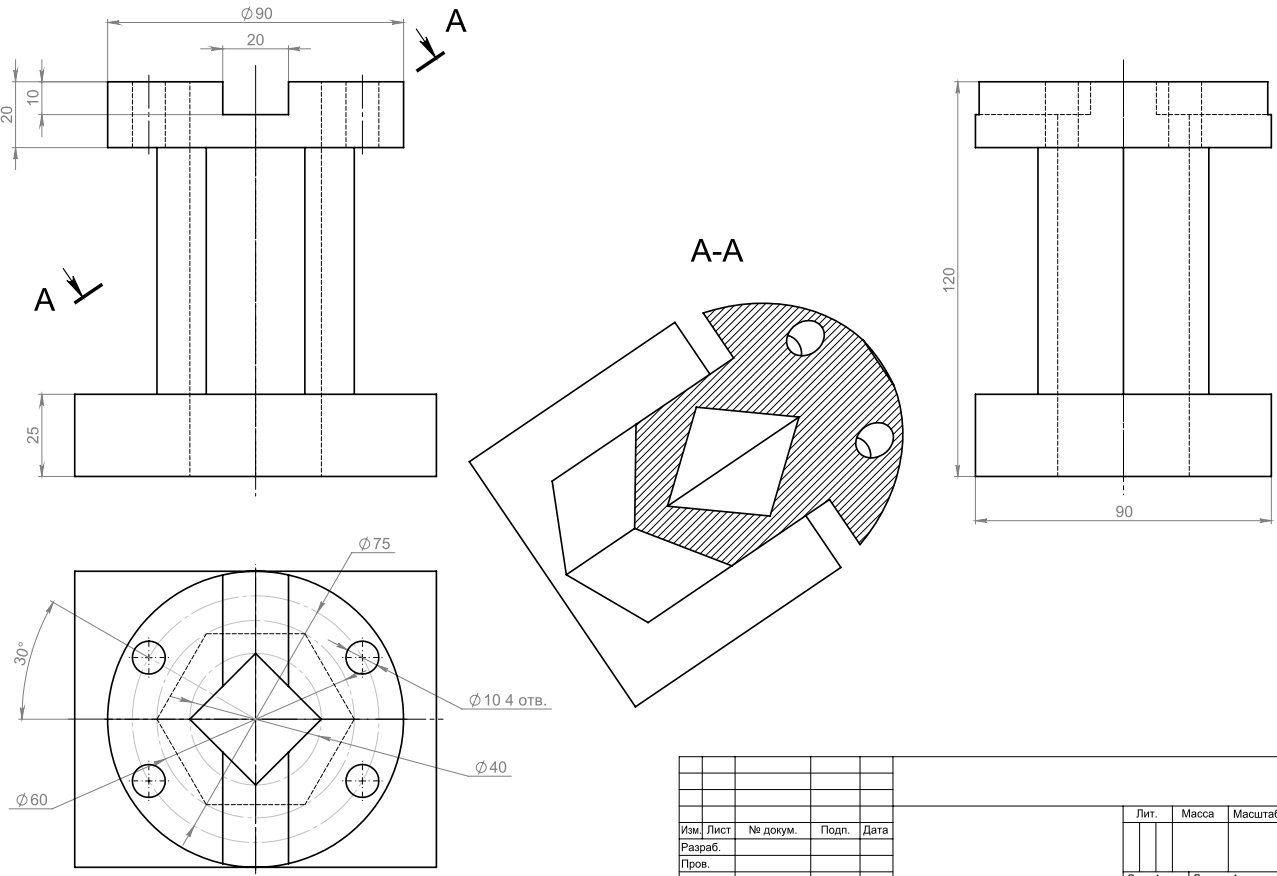 Ø90
A
20
10
20
A
A-A
120
25
90
Ø75
30°
Ø10 4 отв.
Ø40
Ø60
Лит. Масса Масштаб
Изм. Лист № докум. Подп. Дата
Разраб.
Пров.